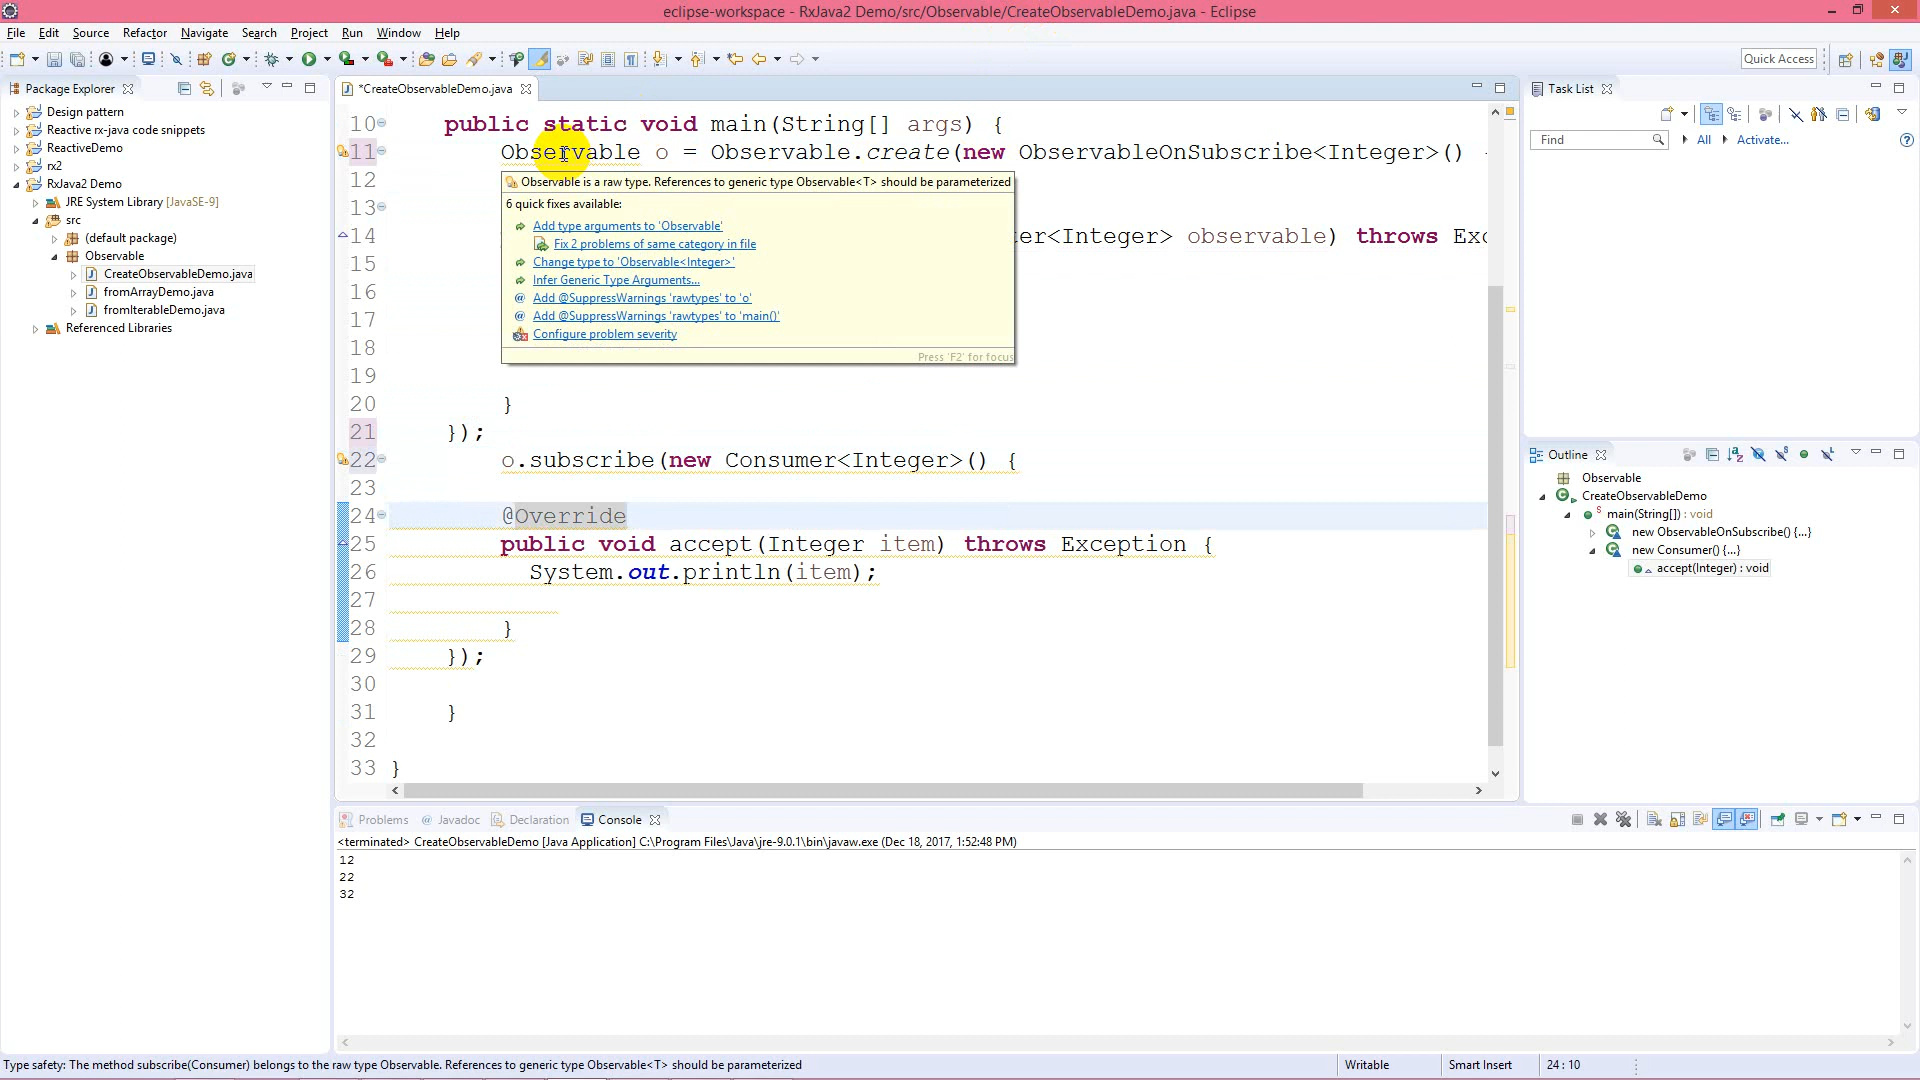 eclipse-workspace - RxJava2 Demo/src/Observable/CreateObservableDemo.java - Eclipse
File Edit Source Refactor Navigate Search Project Run Window Help
Quick Access
Package Explorer
Design pattern
Reactive rx-java code snippets
ReactiveDemo
rx2
RxJava2 Demo
JRE System Library [JavaSE-9]
src
(default package)
Observable
CreateObservableDemo.java
fromArrayDemo.java
fromIterableDemo.java
Referenced Libraries
*CreateObservableDemo.java
10 public static void main(String[] args) {
11 Observable o = Observable.create(new ObservableOnSubscribe<Integer>()
12
13
14 er<Integer> observable) throws Exc
15
16
17
18
19
20 }
21 });
22 o.subscribe(new Consumer<Integer>() {
23
24 @Override
25 public void accept(Integer item) throws Exception {
26 System.out.println(item);
27
28 }
29 });
30
31 }
32
33 }
Observable is a raw type. References to generic type Observable<T> should be parameterized
6 quick fixes available:
Add type arguments to 'Observable'
Fix 2 problems of same category in file
Change type to 'Observable<Integer>'
Infer Generic Type Arguments...
@ Add @SuppressWarnings 'rawtypes' to 'o'
@ Add @SuppressWarnings 'rawtypes' to 'main()'
Configure problem severity
Press 'F2' for focus
Task List
Find All Activate...
Outline
Observable
CreateObservableDemo
main(String[]) : void
new ObservableOnSubscribe() {...}
new Consumer() {...}
accept(Integer) : void
Problems @ Javadoc Declaration Console
<terminated> CreateObservableDemo [Java Application] C:\Program Files\Java\jre-9.0.1\bin\javaw.exe (Dec 18, 2017, 1:52:48 PM)
12
22
32
Type safety: The method subscribe(Consumer) belongs to the raw type Observable. References to generic type Observable<T> should be parameterized
Writable Smart Insert 24 : 10